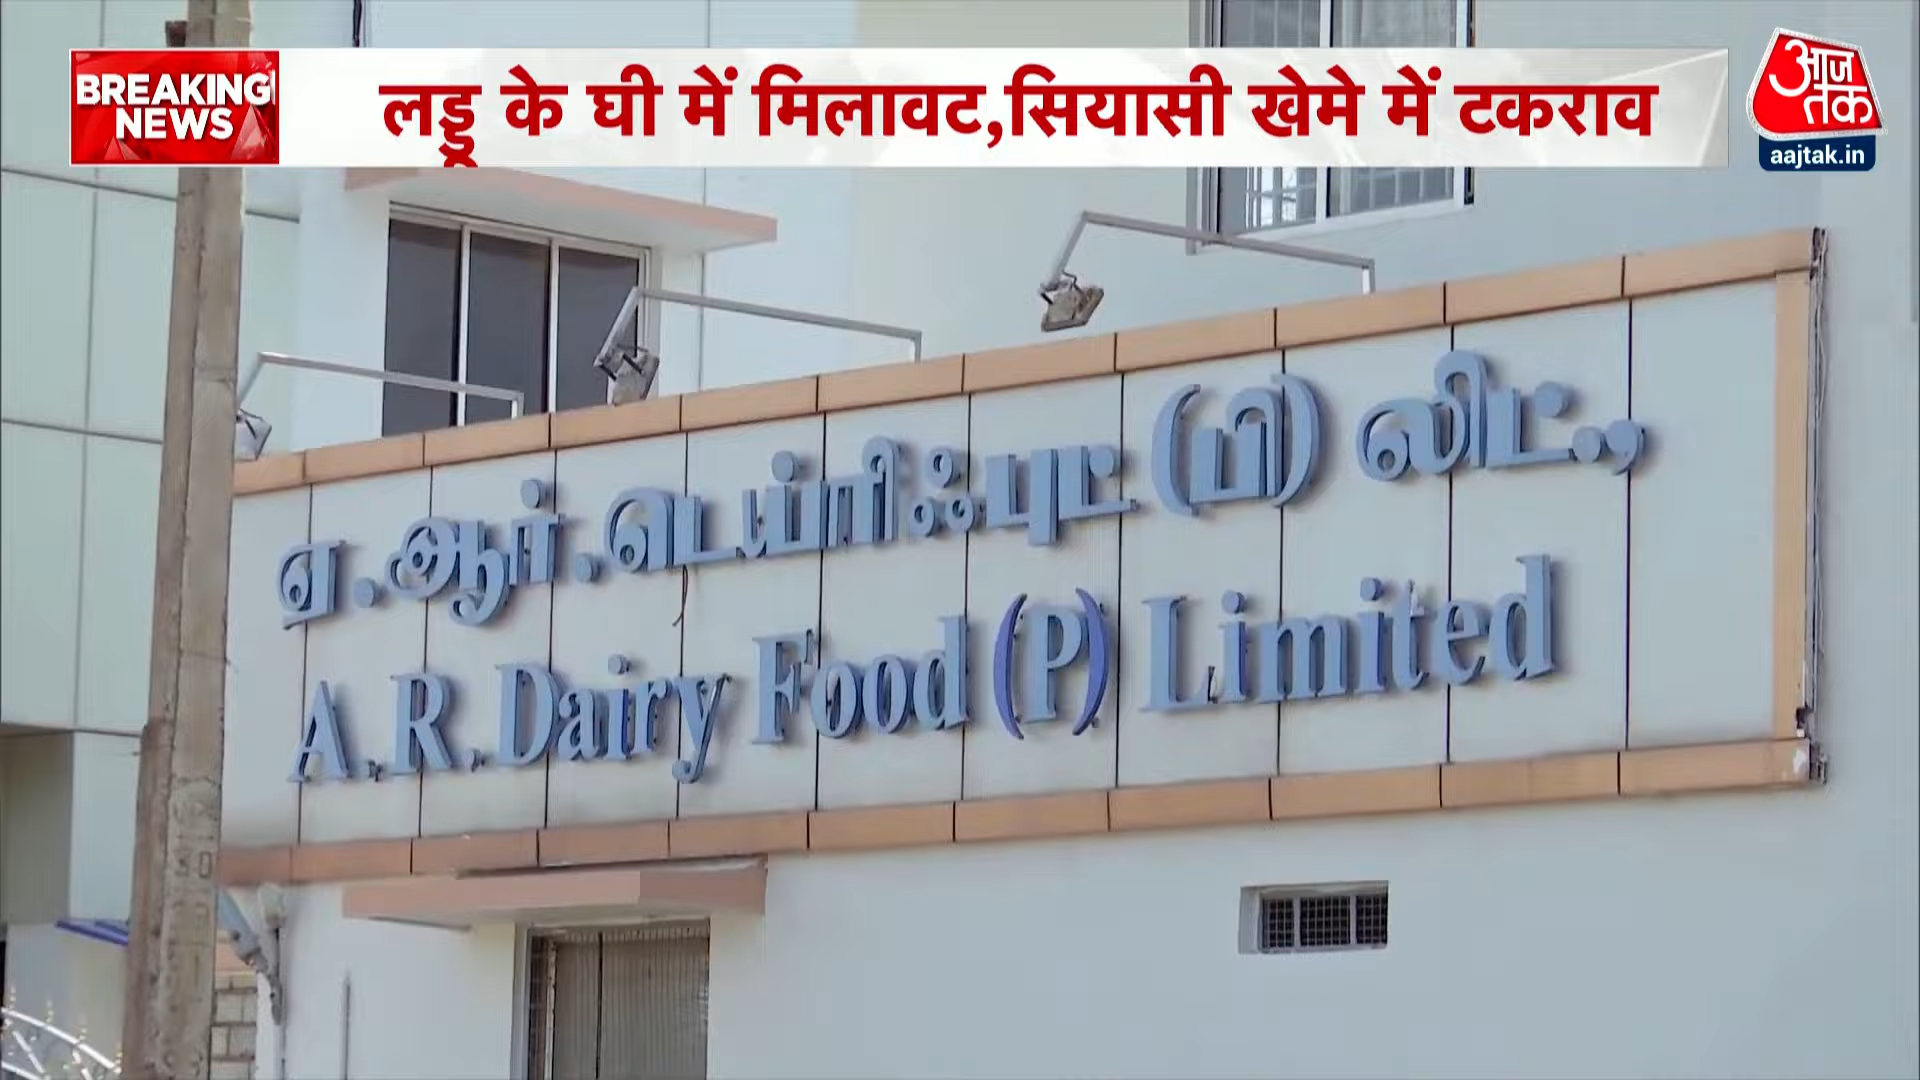 BREAKING
NEWS
लड्डू के घी में मिलावट,सियासी खेमे में टकराव
आज
तक
aajtak.in
ஏ.ஆர்.டெய்ரிஃபுட் (பி) லிட்.,
A.R.Dairy Food (P) Limited